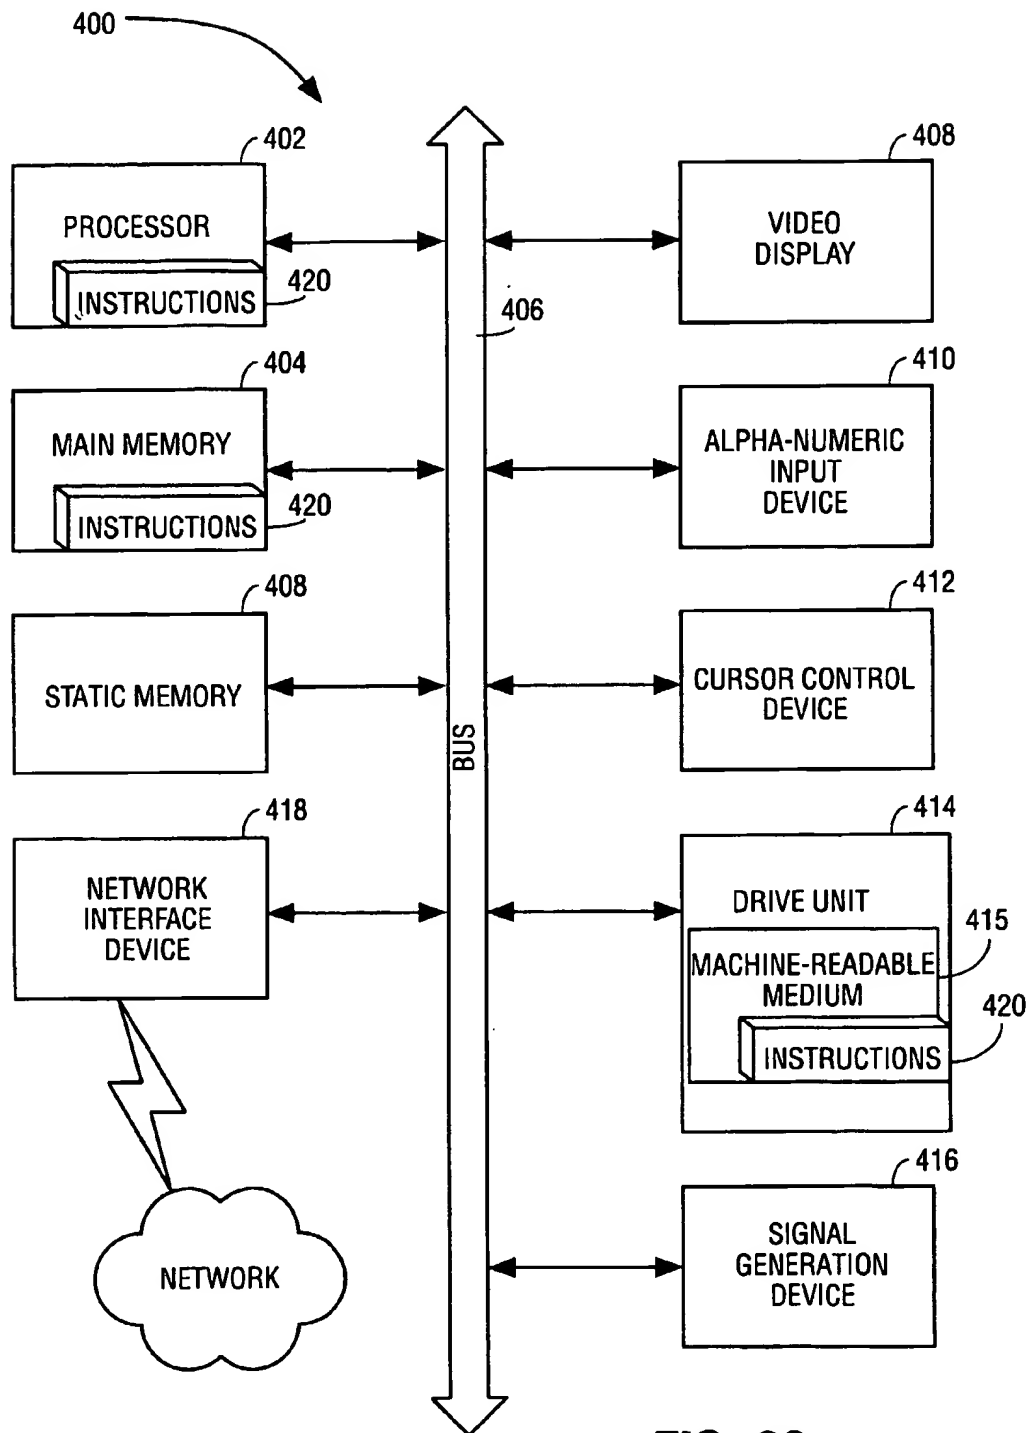 400
402
PROCESSOR
INSTRUCTIONS
420
404
MAIN MEMORY
INSTRUCTIONS
420
408
STATIC MEMORY
418
NETWORK
INTERFACE
DEVICE
NETWORK
406
BUS
408
VIDEO
DISPLAY
410
ALPHA-NUMERIC
INPUT
DEVICE
412
CURSOR CONTROL
DEVICE
414
DRIVE UNIT
415
MACHINE-READABLE
MEDIUM
420
INSTRUCTIONS
416
SIGNAL
GENERATION
DEVICE